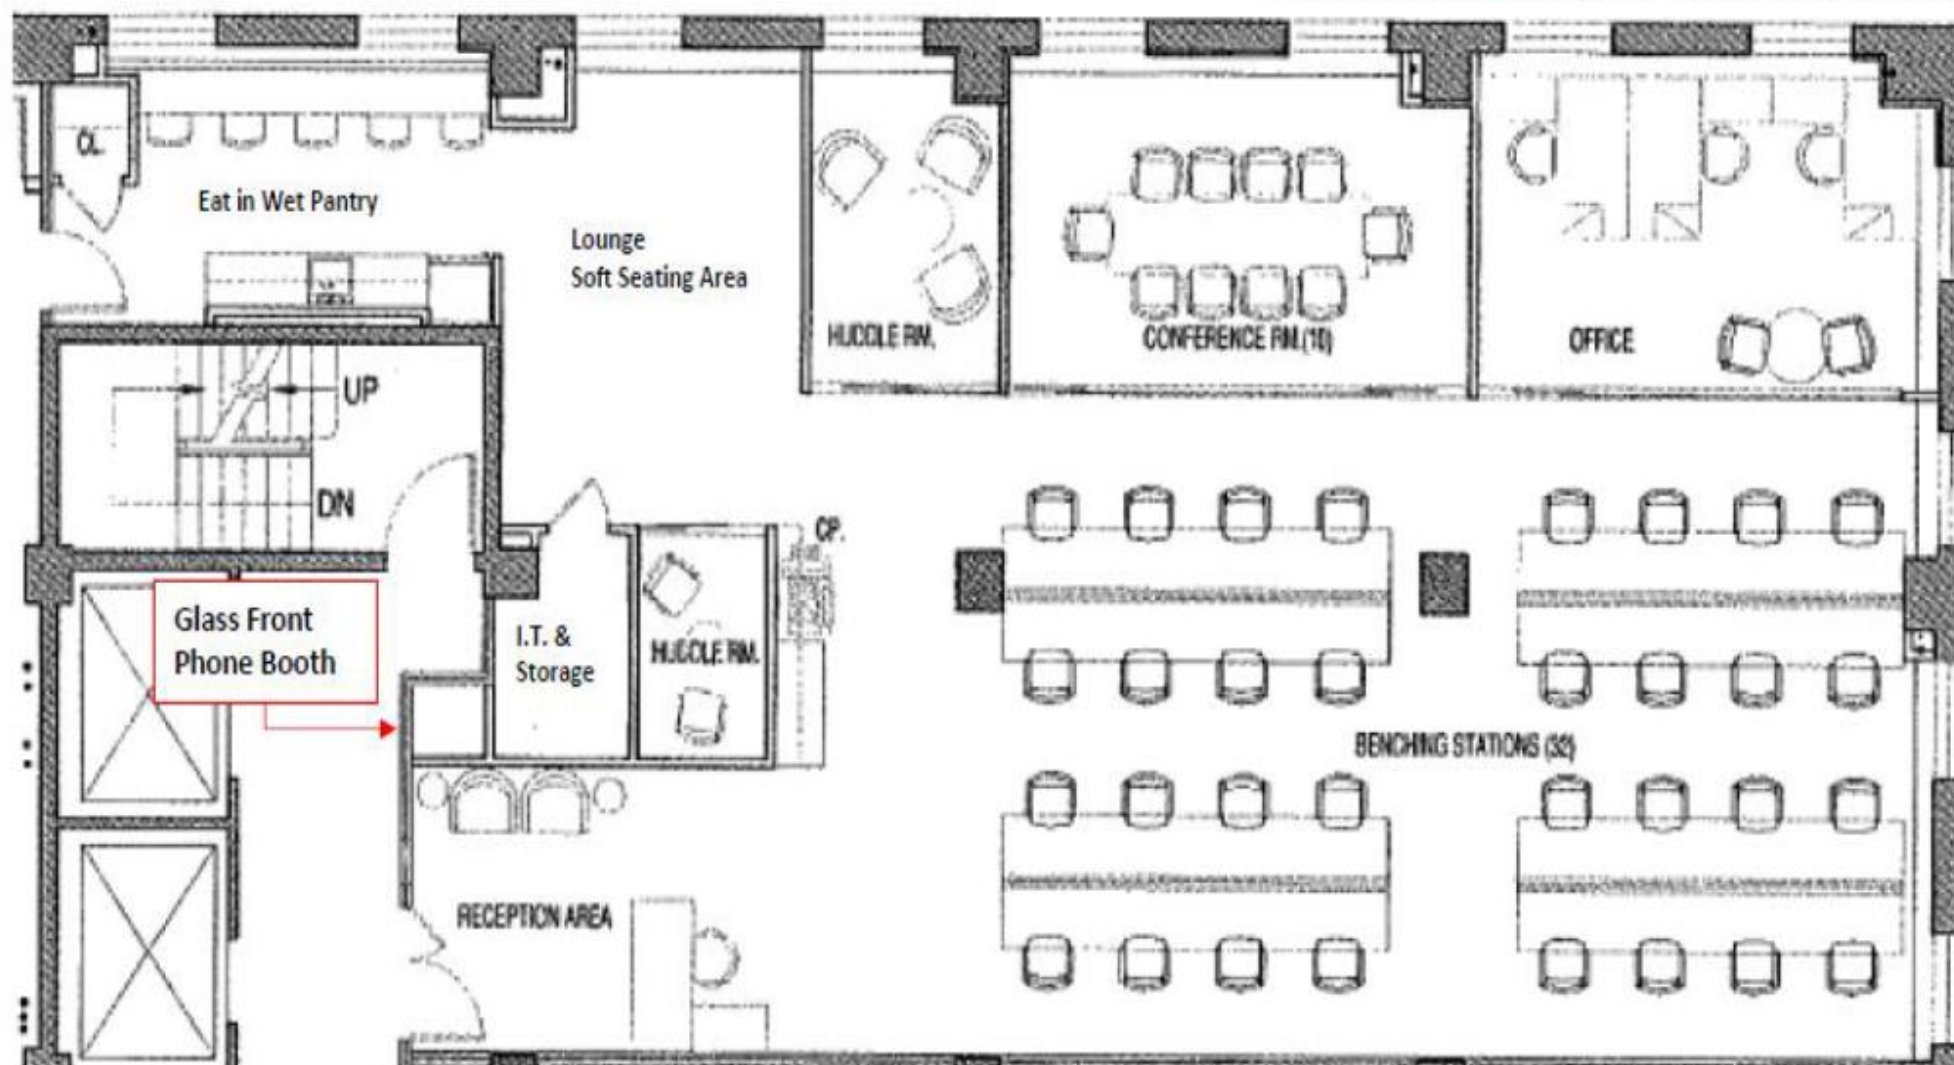 CL.
Eat in Wet Pantry
Lounge
Soft Seating Area
HUDDLE RM.
CONFERENCE RM.(10)
OFFICE
UP
DN
CP.
Glass Front
Phone Booth
I.T. &
Storage
HUDDLE RM.
BENCHING STATIONS (32)
RECEPTION AREA